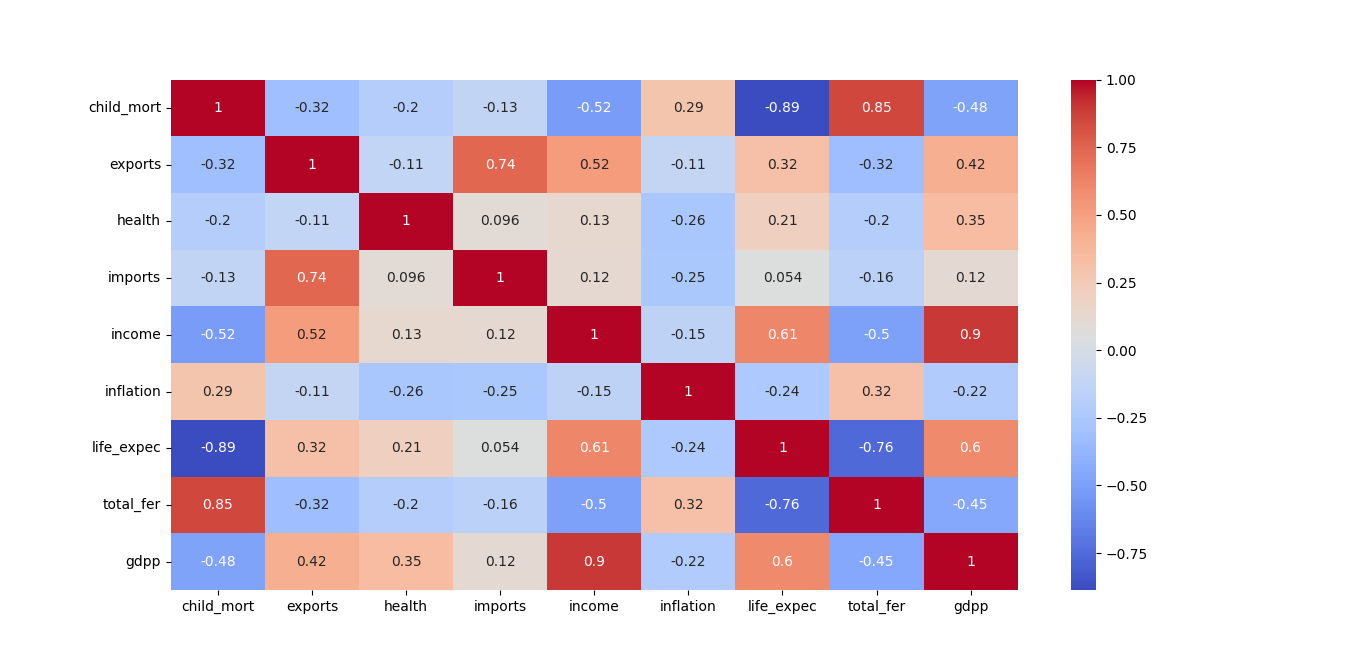 child_mort 1 -0.32 -0.2 -0.13 -0.52 0.29 -0.89 0.85 -0.48
exports -0.32 1 -0.11 0.74 0.52 -0.11 0.32 -0.32 0.42
health -0.2 -0.11 1 0.096 0.13 -0.26 0.21 -0.2 0.35
imports -0.13 0.74 0.096 1 0.12 -0.25 0.054 -0.16 0.12
income -0.52 0.52 0.13 0.12 1 -0.15 0.61 -0.5 0.9
inflation 0.29 -0.11 -0.26 -0.25 -0.15 1 -0.24 0.32 -0.22
life_expec -0.89 0.32 0.21 0.054 0.61 -0.24 1 -0.76 0.6
total_fer 0.85 -0.32 -0.2 -0.16 -0.5 0.32 -0.76 1 -0.45
gdpp -0.48 0.42 0.35 0.12 0.9 -0.22 0.6 -0.45 1
child_mort exports health imports income inflation life_expec total_fer gdpp
1.00
0.75
0.50
0.25
0.00
−0.25
−0.50
−0.75